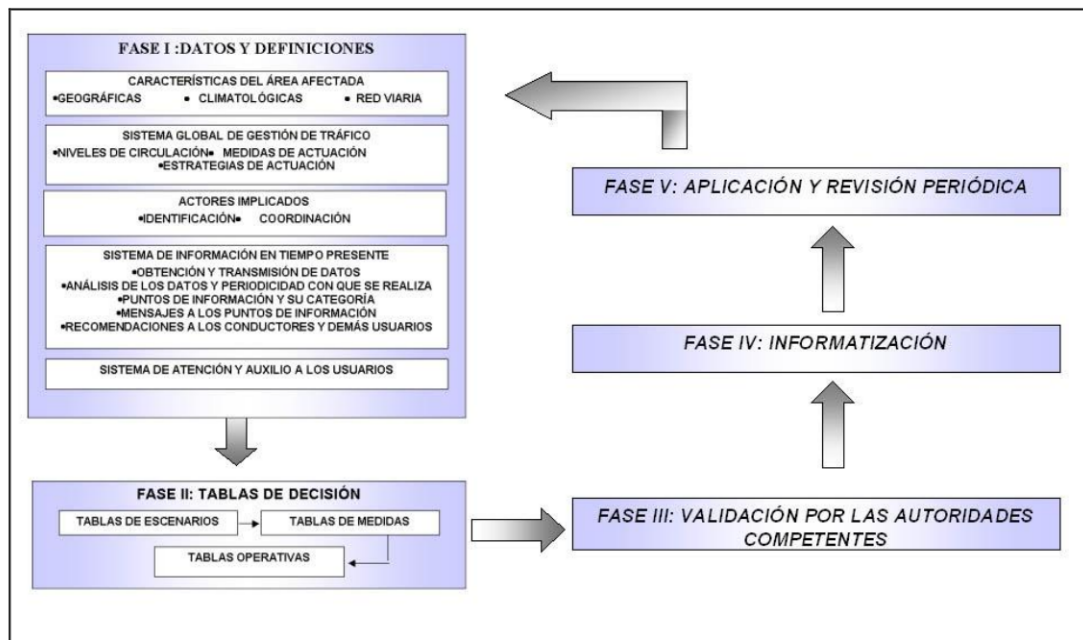 FASE I :DATOS Y DEFINICIONES
CARACTERÍSTICAS DEL ÁREA AFECTADA
•GEOGRÁFICAS • CLIMATOLÓGICAS • RED VIARIA
SISTEMA GLOBAL DE GESTIÓN DE TRÁFICO
•NIVELES DE CIRCULACIÓN• MEDIDAS DE ACTUACIÓN
•ESTRATEGIAS DE ACTUACIÓN
ACTORES IMPLICADOS
•IDENTIFICACIÓN• COORDINACIÓN
SISTEMA DE INFORMACIÓN EN TIEMPO PRESENTE
•OBTENCIÓN Y TRANSMISIÓN DE DATOS
•ANÁLISIS DE LOS DATOS Y PERIODICIDAD CON QUE SE REALIZA
•PUNTOS DE INFORMACIÓN Y SU CATEGORÍA
•MENSAJES A LOS PUNTOS DE INFORMACIÓN
•RECOMENDACIONES A LOS CONDUCTORES Y DEMÁS USUARIOS
SISTEMA DE ATENCIÓN Y AUXILIO A LOS USUARIOS
FASE II: TABLAS DE DECISIÓN
TABLAS DE ESCENARIOS
TABLAS DE MEDIDAS
TABLAS OPERATIVAS
FASE III: VALIDACIÓN POR LAS AUTORIDADES
COMPETENTES
FASE IV: INFORMATIZACIÓN
FASE V: APLICACIÓN Y REVISIÓN PERIÓDICA